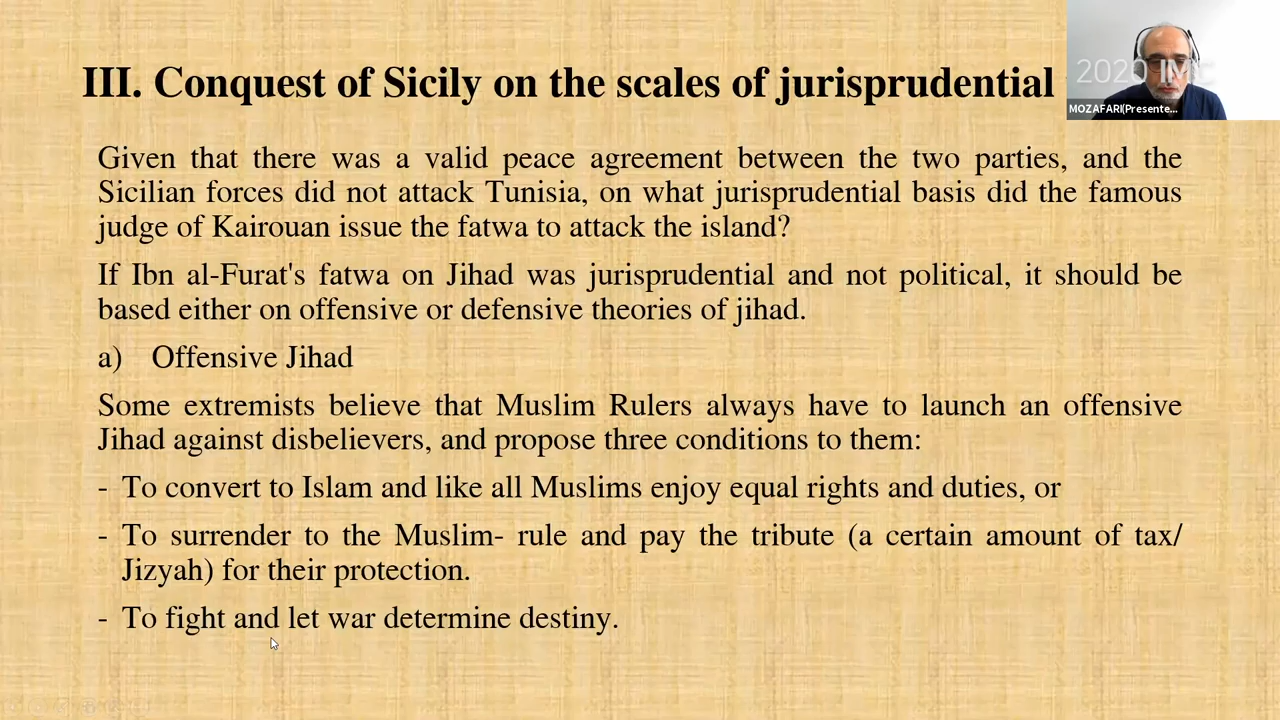 III. Conquest of Sicily on the scales of jurisprudential
2020 IM
MOZAFARI(Presente...
Given that there was a valid peace agreement between the two parties, and the
Sicilian forces did not attack Tunisia, on what jurisprudential basis did the famous
judge of Kairouan issue the fatwa to attack the island?
If Ibn al-Furat's fatwa on Jihad was jurisprudential and not political, it should be
based either on offensive or defensive theories of jihad.
a) Offensive Jihad
Some extremists believe that Muslim Rulers always have to launch an offensive
Jihad against disbelievers, and propose three conditions to them:
- To convert to Islam and like all Muslims enjoy equal rights and duties, or
- To surrender to the Muslim- rule and pay the tribute (a certain amount of tax/
Jizyah) for their protection.
- To fight and let war determine destiny.